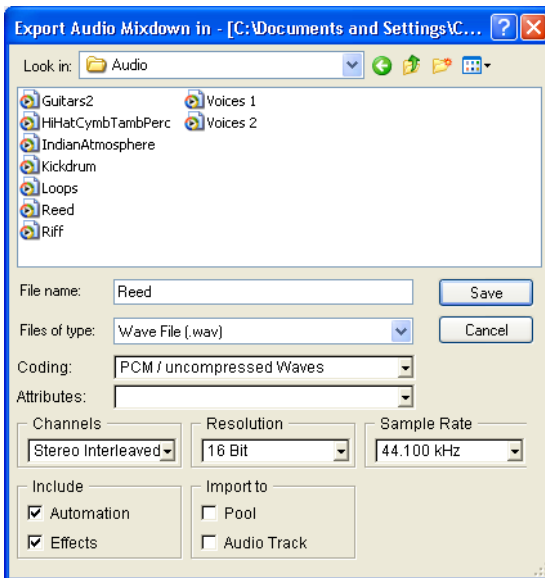 Export Audio Mixdown in - [C:\Documents and Settings\C...
Look in: Audio
Guitars2
HiHatCymbTambPerc
IndianAtmosphere
Kickdrum
Loops
Reed
Riff
Voices 1
Voices 2
File name: Reed Save
Files of type: Wave File (.wav) Cancel
Coding: PCM / uncompressed Waves
Attributes:
Channels Resolution Sample Rate
Stereo Interleaved 16 Bit 44.100 kHz
Include Import to
Automation Pool
Effects Audio Track